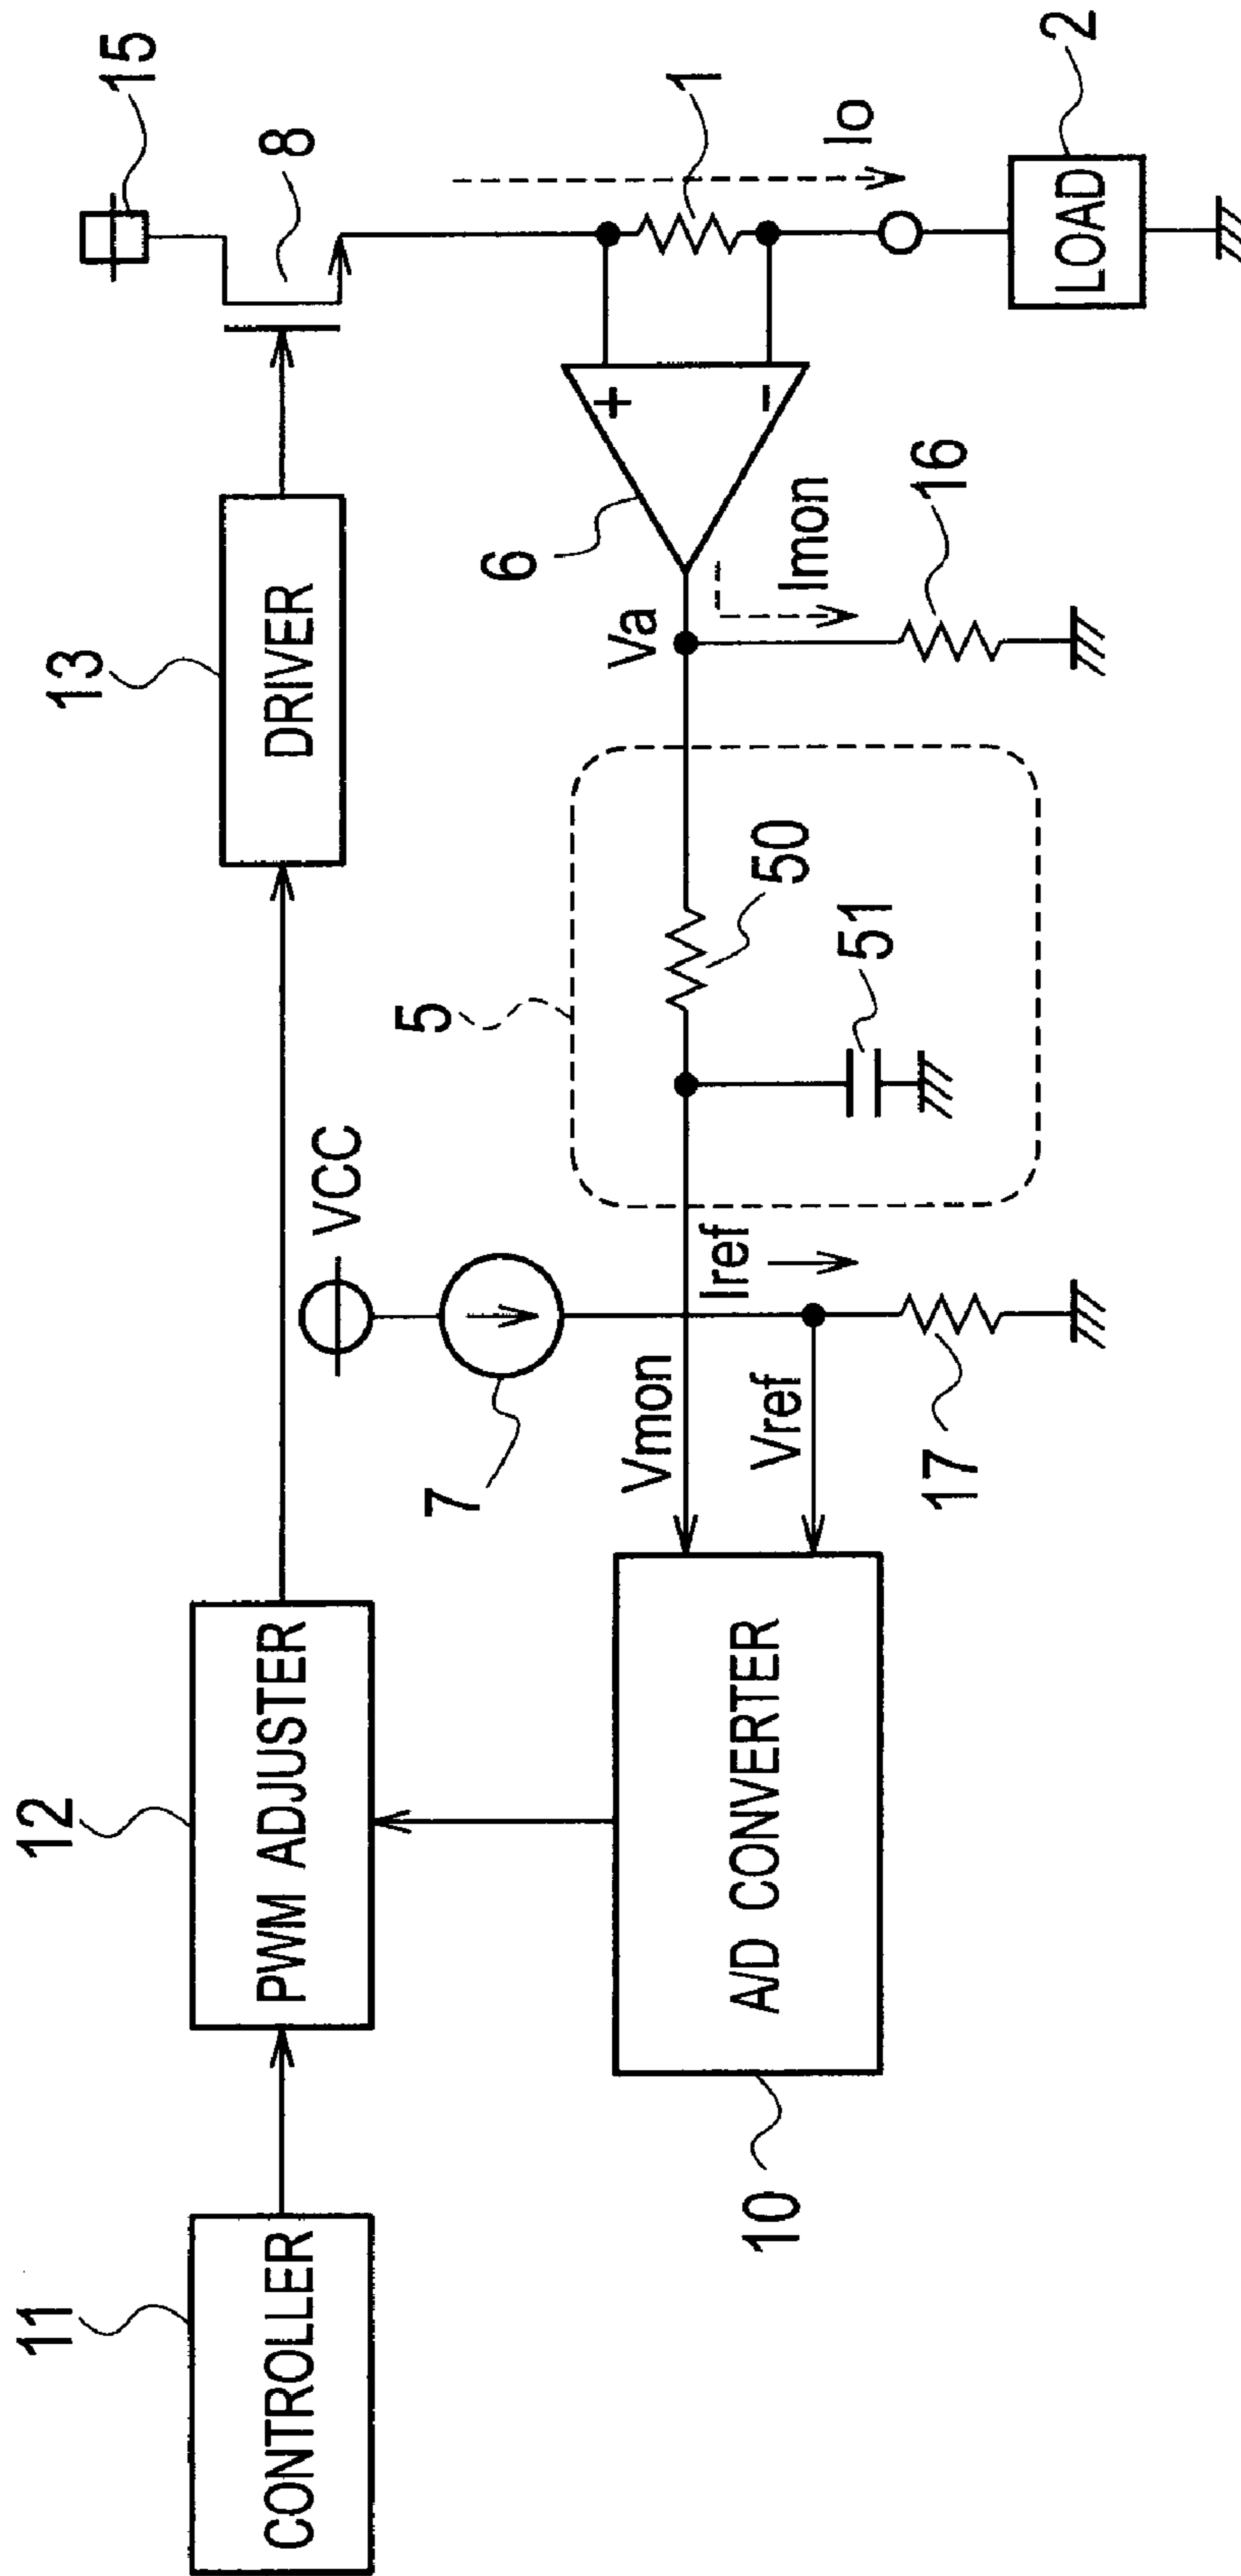 11
CONTROLLER
12
PWM ADJUSTER
13
DRIVER
15
8
VCC
7
5
6
1
Io
10
A/D CONVERTER
Vmon
Vref
Iref
17
50
51
Va
Imon
16
+
-
LOAD
2